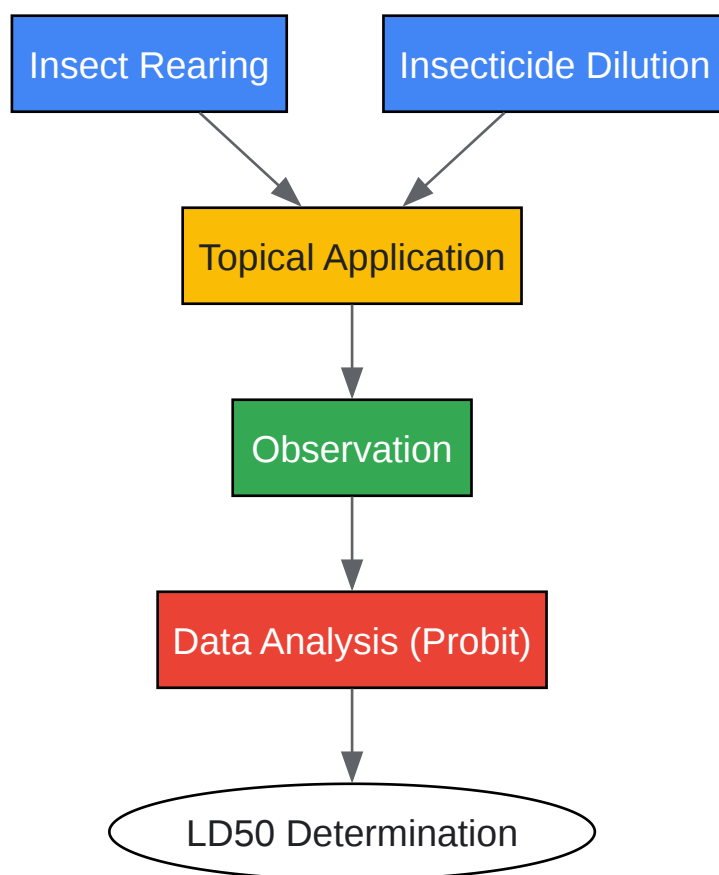 Insect Rearing
Insecticide Dilution
Topical Application
Observation
Data Analysis (Probit)
LD50 Determination